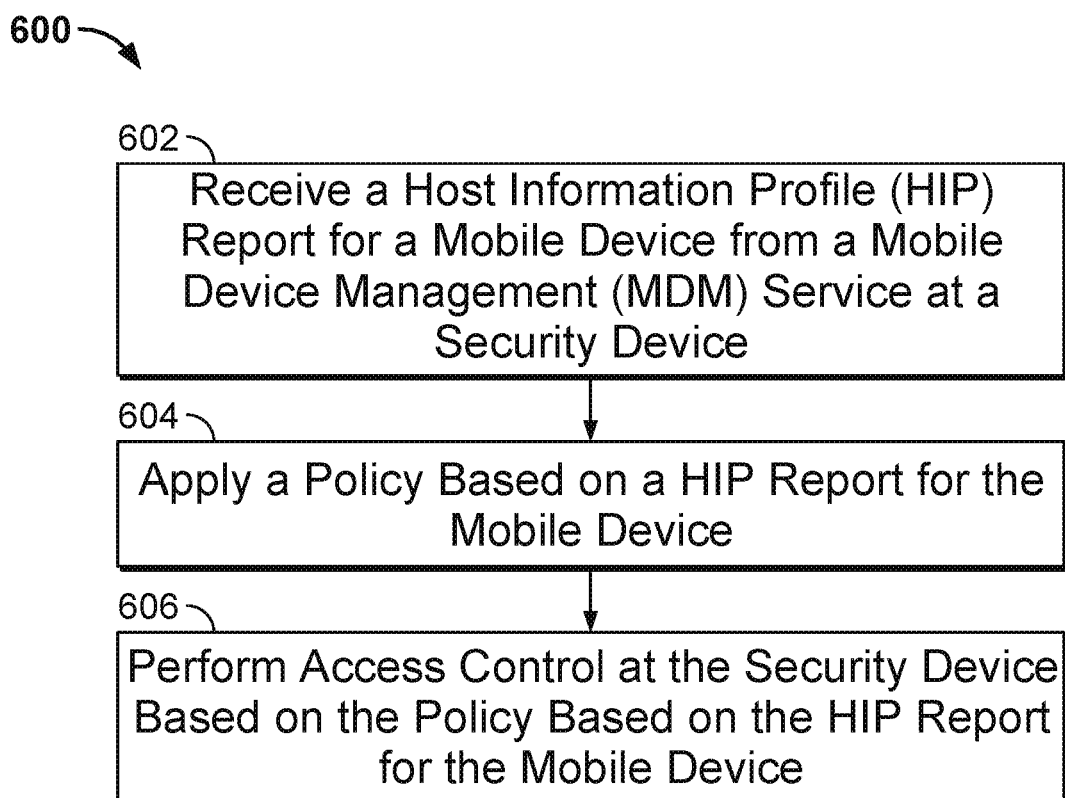 600
602
Receive a Host Information Profile (HIP)
Report for a Mobile Device from a Mobile
Device Management (MDM) Service at a
Security Device
604
Apply a Policy Based on a HIP Report for the
Mobile Device
606
Perform Access Control at the Security Device
Based on the Policy Based on the HIP Report
for the Mobile Device